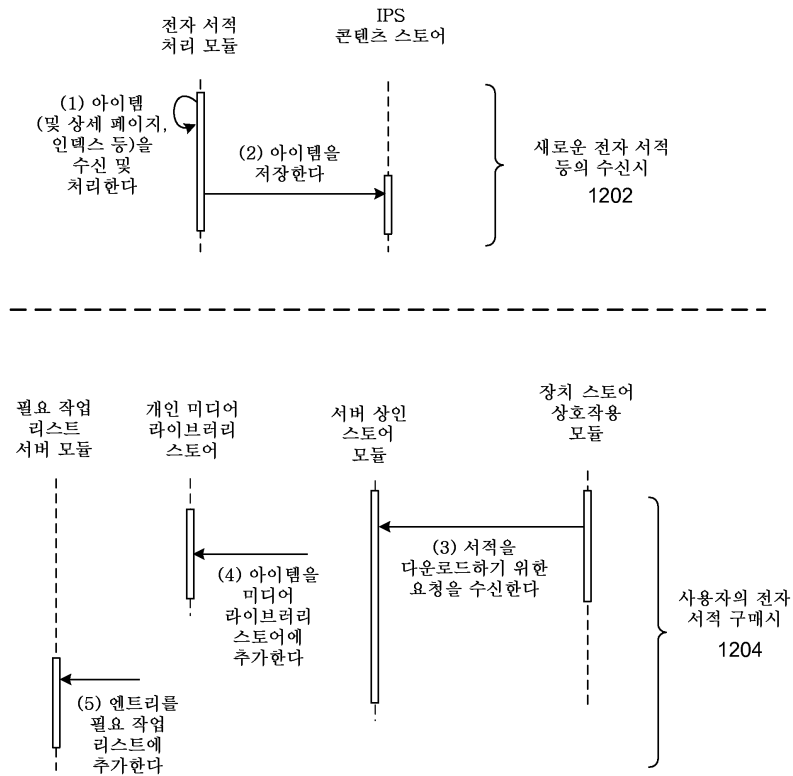 전자 서적
처리 모듈
IPS
콘텐츠 스토어
(1) 아이템
(및 상세 페이지,
인덱스 등)을
수신 및
처리한다
(2) 아이템을
저장한다
새로운 전자 서적
등의 수신시
1202
필요 작업
리스트
서버 모듈
개인 미디어
라이브러리
스토어
서버 상인
스토어
모듈
장치 스토어
상호작용
모듈
(3) 서적을
다운로드하기 위한
요청을 수신한다
(4) 아이템을
미디어
라이브러리
스토어에
추가한다
사용자의 전자
서적 구매시
1204
(5) 엔트리를
필요 작업
리스트에
추가한다